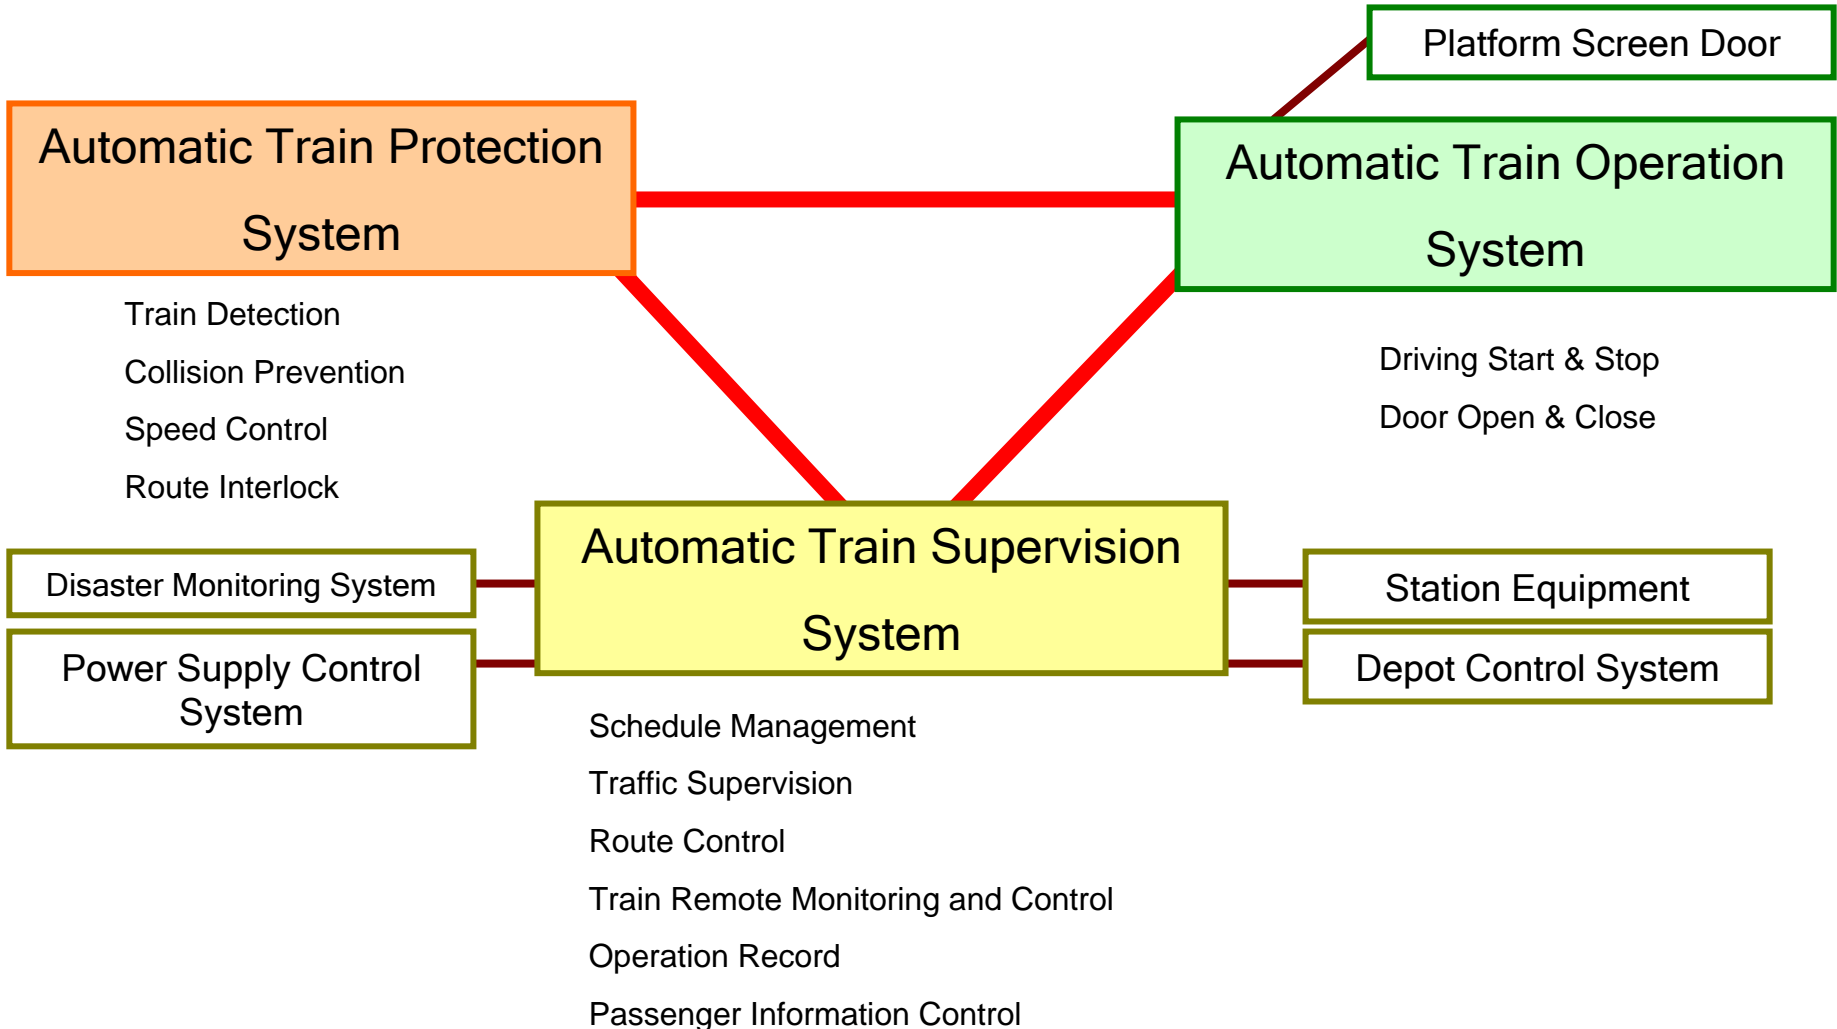 Platform Screen Door
Automatic Train Protection
System
Automatic Train Operation
System
Train Detection
Collision Prevention
Speed Control
Route Interlock
Driving Start & Stop
Door Open & Close
Automatic Train Supervision
System
Disaster Monitoring System
Power Supply Control
System
Station Equipment
Depot Control System
Schedule Management
Traffic Supervision
Route Control
Train Remote Monitoring and Control
Operation Record
Passenger Information Control